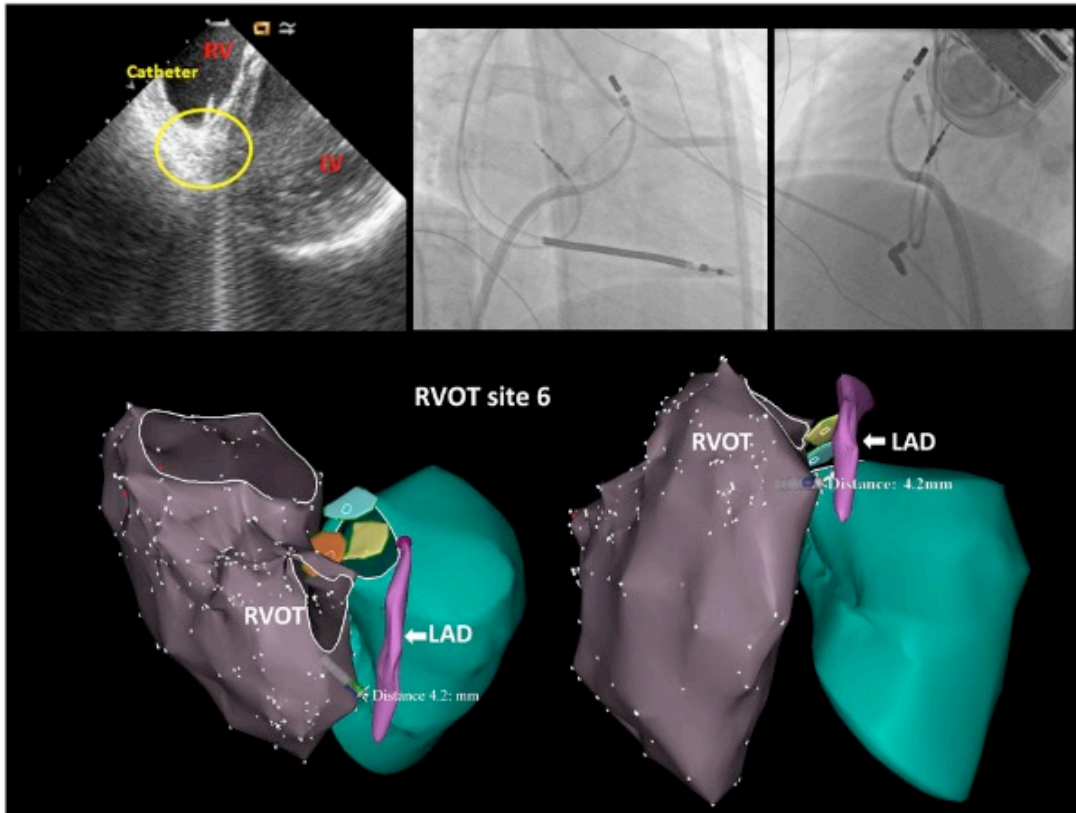 RV
Catheter
LV
RVOT site 6
RVOT
LAD
Distance 4.2: mm
RVOT
LAD
Distance: 4.2mm